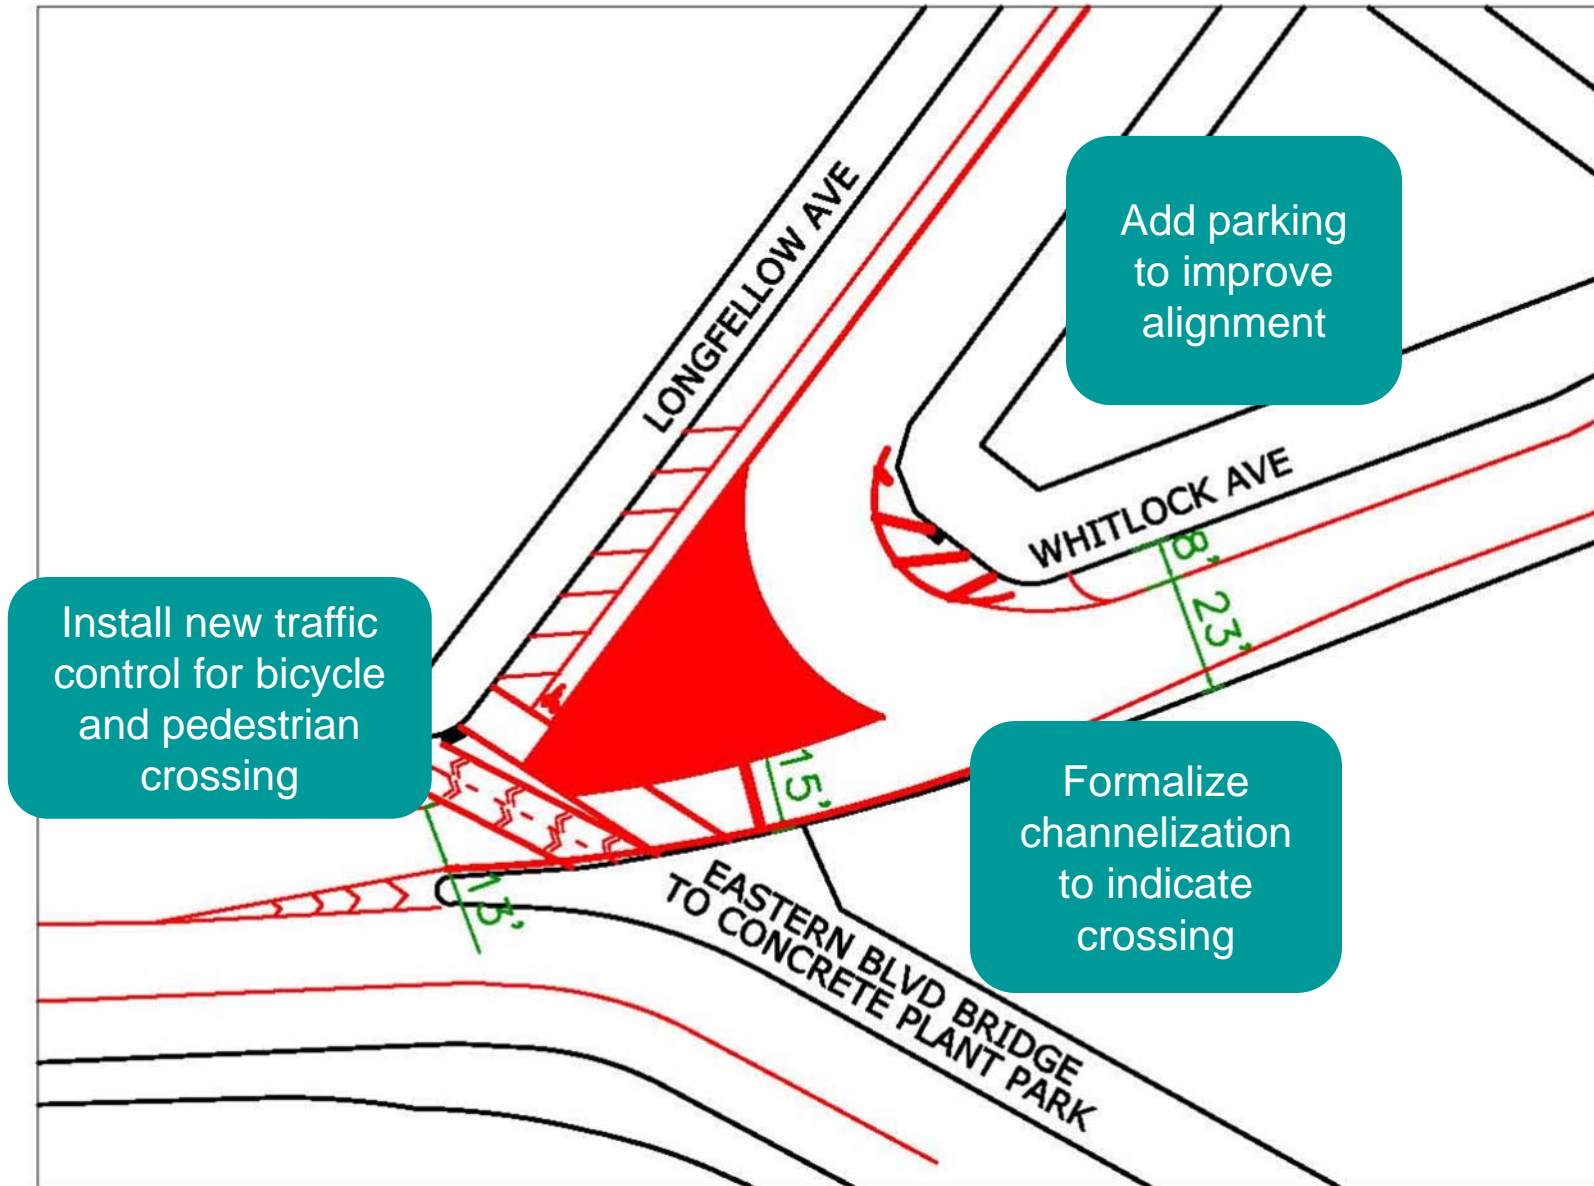 LONGFELLOW AVE
Add parking
to improve
alignment
WHITLOCK AVE
8'
23'
Install new traffic
control for bicycle
and pedestrian
crossing
15'
13'
Formalize
channelization
to indicate
crossing
EASTERN BLVD BRIDGE
TO CONCRETE PLANT PARK